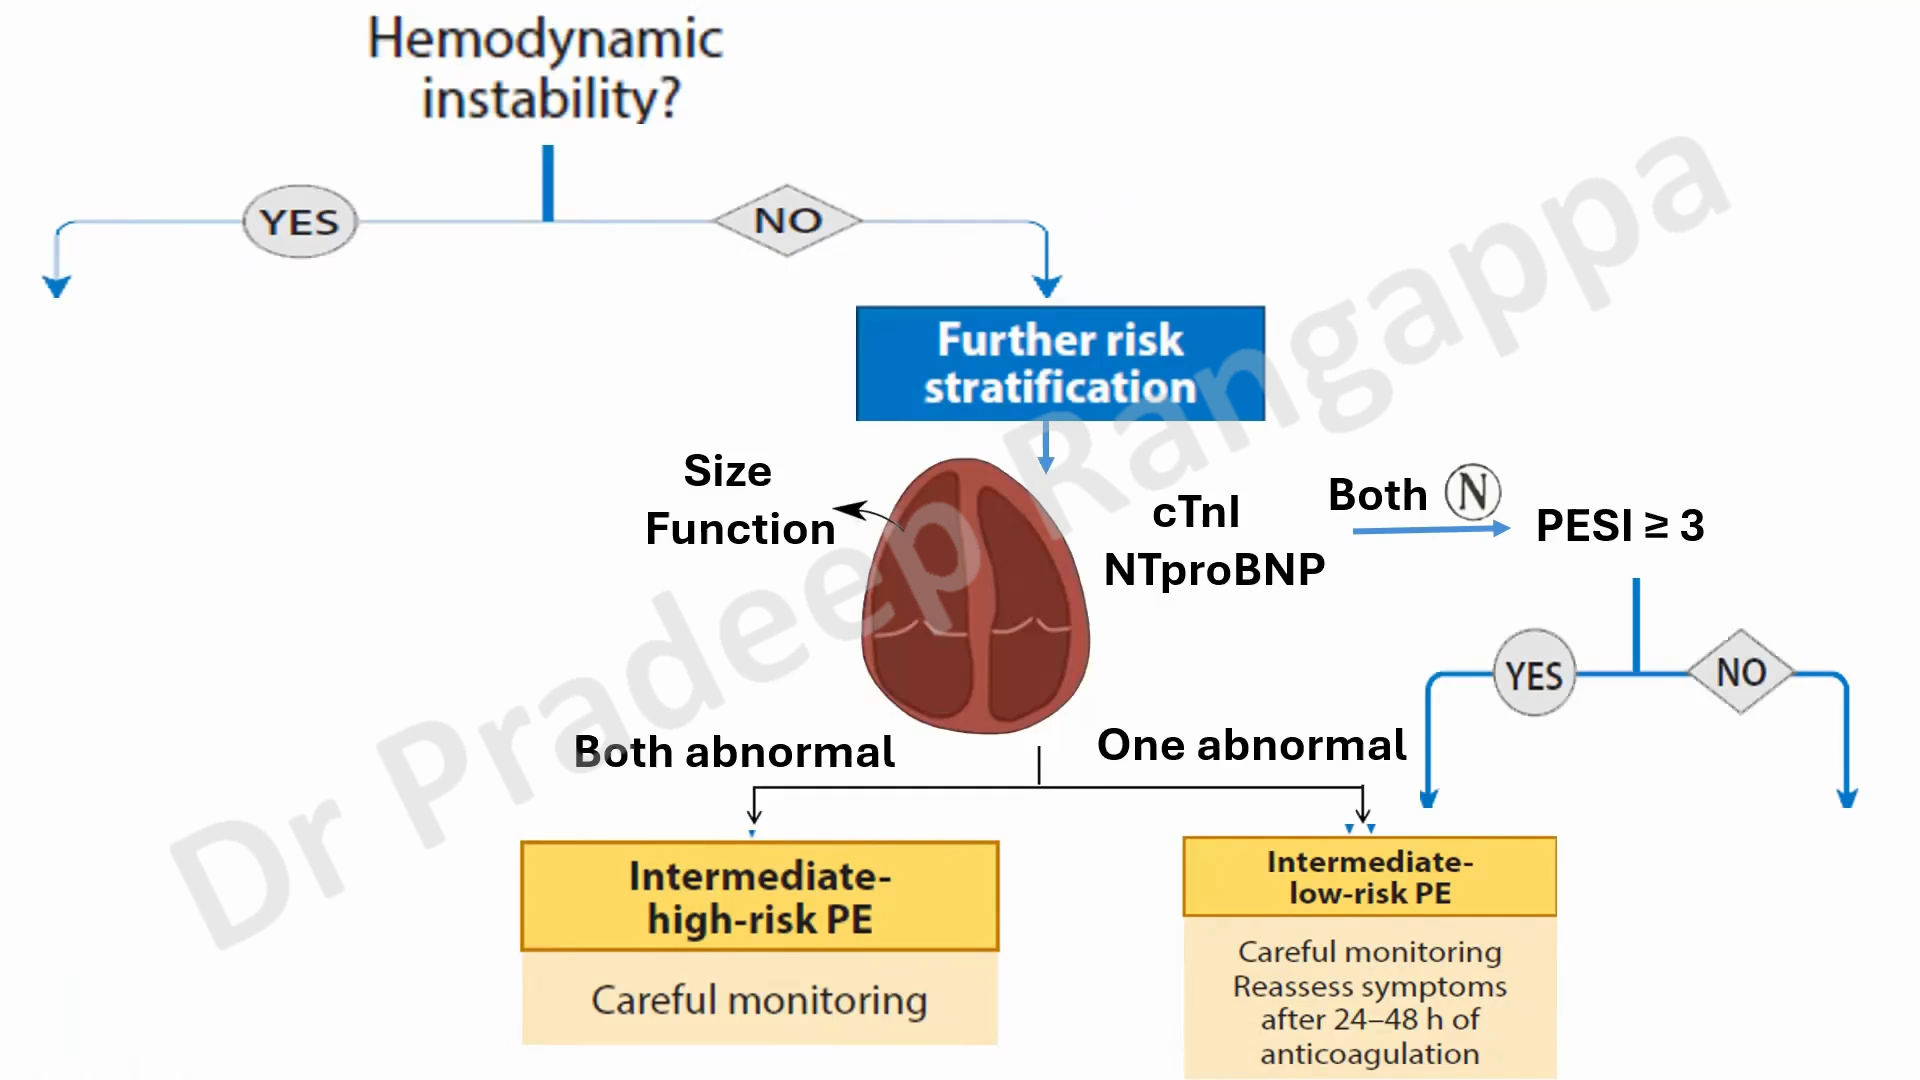 Hemodynamic
instability?
YES
NO
Further risk
stratification
Size
Function
cTnI
NTproBNP
Both N
PESI ≥ 3
YES
NO
Both abnormal
One abnormal
Intermediate-
high-risk PE
Careful monitoring
Intermediate-
low-risk PE
Careful monitoring
Reassess symptoms
after 24–48 h of
anticoagulation
Dr Pradeep Rangappa